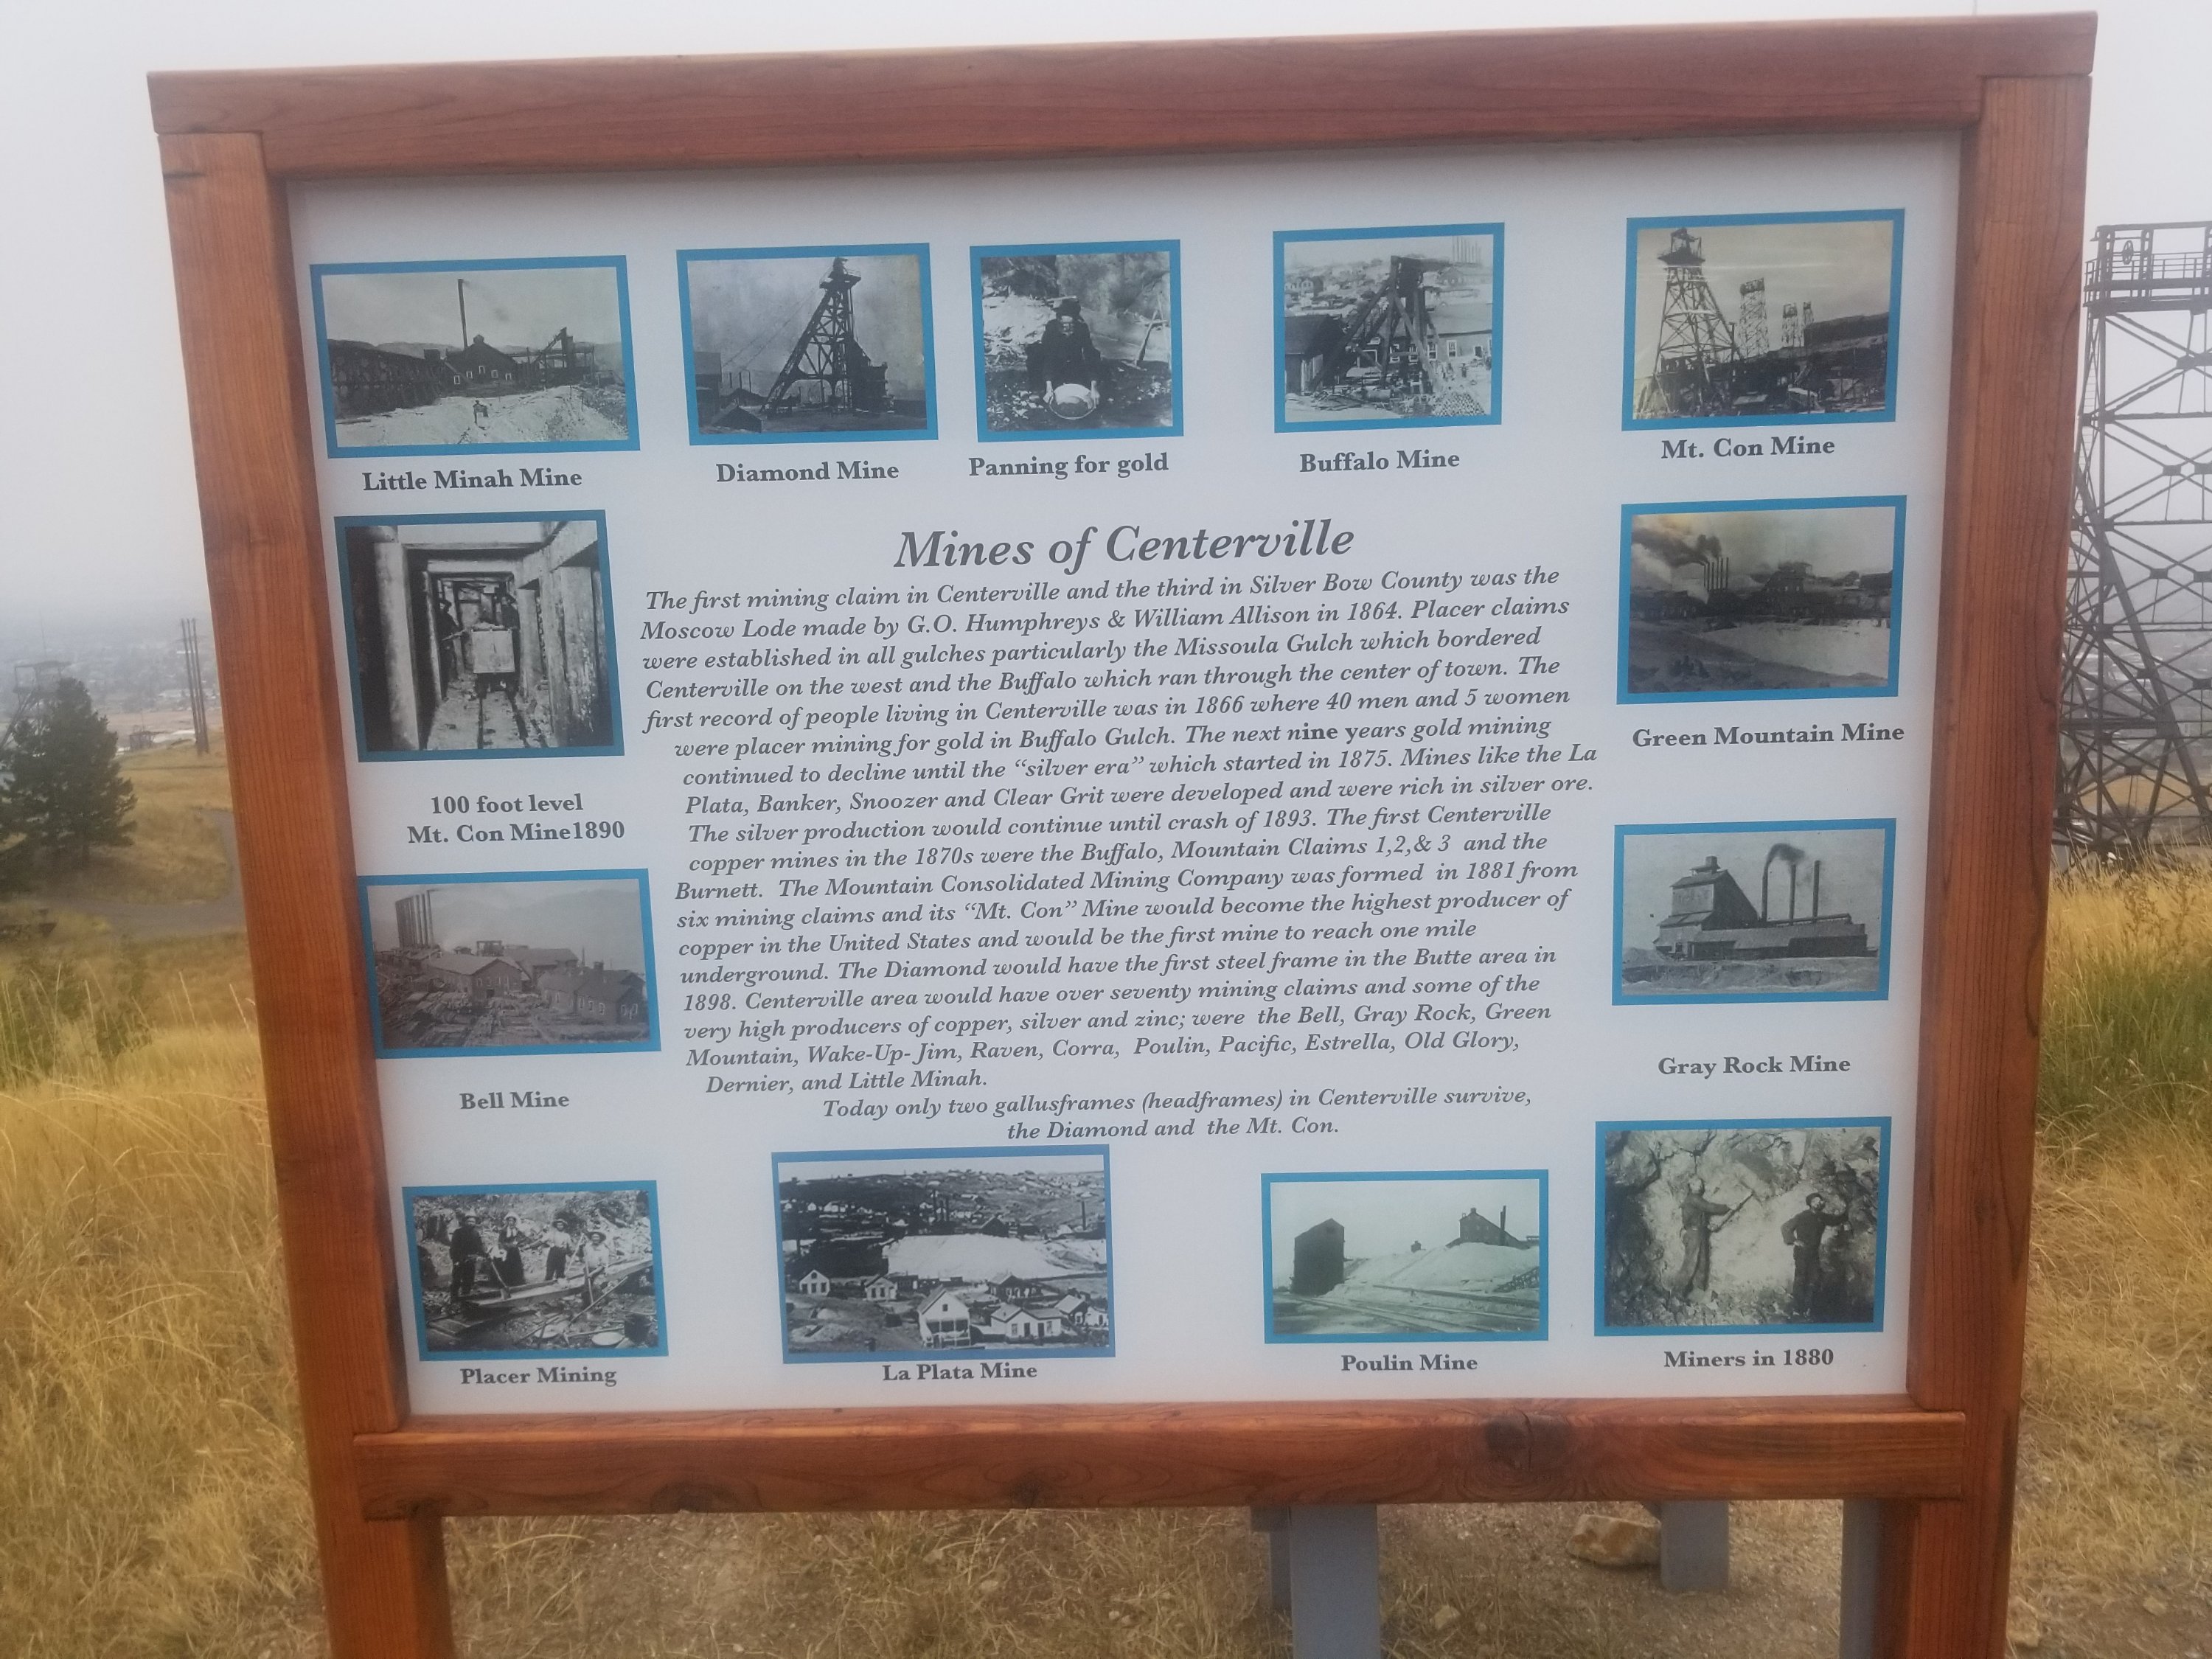 Little Minah Mine
Diamond Mine
Panning for gold
Buffalo Mine
Mt. Con Mine
Mines of Centerville
The first mining claim in Centerville and the third in Silver Bow County was the
Moscow Lode made by G.O. Humphreys & William Allison in 1864. Placer claims
were established in all gulches particularly the Missoula Gulch which bordered
Centerville on the west and the Buffalo which ran through the center of town. The
first record of people living in Centerville was in 1866 where 40 men and 5 women
were placer mining for gold in Buffalo Gulch. The next nine years gold mining
continued to decline until the “silver era” which started in 1875. Mines like the La
Plata, Banker, Snoozer and Clear Grit were developed and were rich in silver ore.
The silver production would continue until crash of 1893. The first Centerville
copper mines in the 1870s were the Buffalo, Mountain Claims 1,2,& 3 and the
Burnett. The Mountain Consolidated Mining Company was formed in 1881 from
six mining claims and its “Mt. Con” Mine would become the highest producer of
copper in the United States and would be the first mine to reach one mile
underground. The Diamond would have the first steel frame in the Butte area in
1898. Centerville area would have over seventy mining claims and some of the
very high producers of copper, silver and zinc; were the Bell, Gray Rock, Green
Mountain, Wake-Up- Jim, Raven, Corra, Poulin, Pacific, Estrella, Old Glory,
Dernier, and Little Minah.
Today only two gallusframes (headframes) in Centerville survive,
the Diamond and the Mt. Con.
100 foot level
Mt. Con Mine1890
Green Mountain Mine
Bell Mine
Gray Rock Mine
Placer Mining
La Plata Mine
Poulin Mine
Miners in 1880